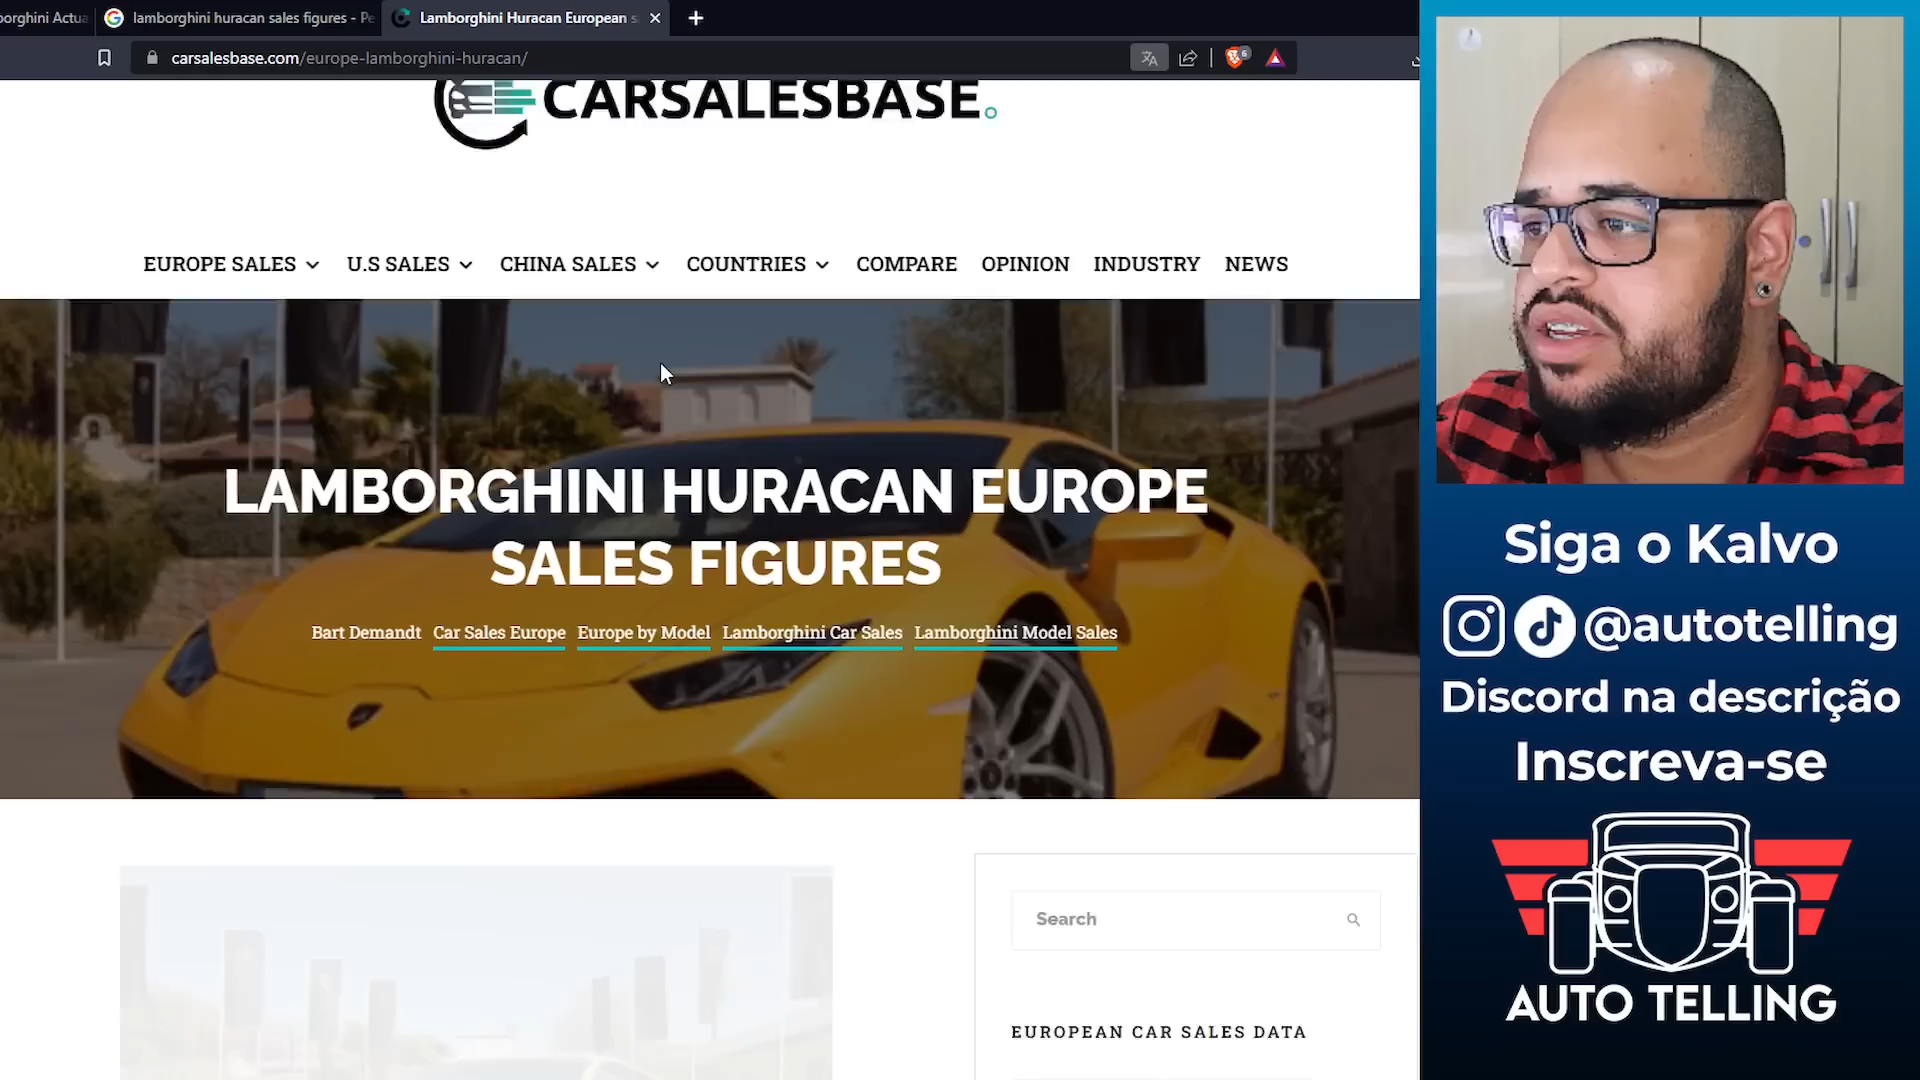 orghini Actua
lamborghini huracan sales figures - Pe
Lamborghini Huracan European s
carsalesbase.com/europe-lamborghini-huracan/
6
CARSALESBASE.
EUROPE SALES
U.S SALES
CHINA SALES
COUNTRIES
COMPARE
OPINION
INDUSTRY
NEWS
LAMBORGHINI HURACAN EUROPE
SALES FIGURES
Bart Demandt Car Sales Europe Europe by Model Lamborghini Car Sales Lamborghini Model Sales
Search
EUROPEAN CAR SALES DATA
Siga o Kalvo
@autotelling
Discord na descrição
Inscreva-se
AUTO TELLING